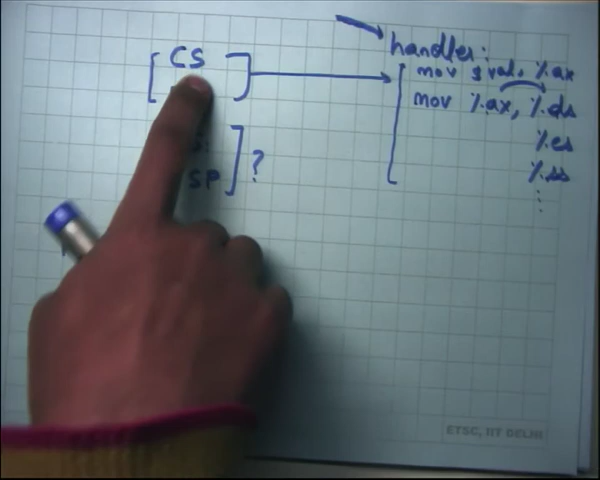 CS
SP ?
handler:
mov $val, %ax
mov %ax, %ds
%es
%ss
ETSC, IIT DELHI